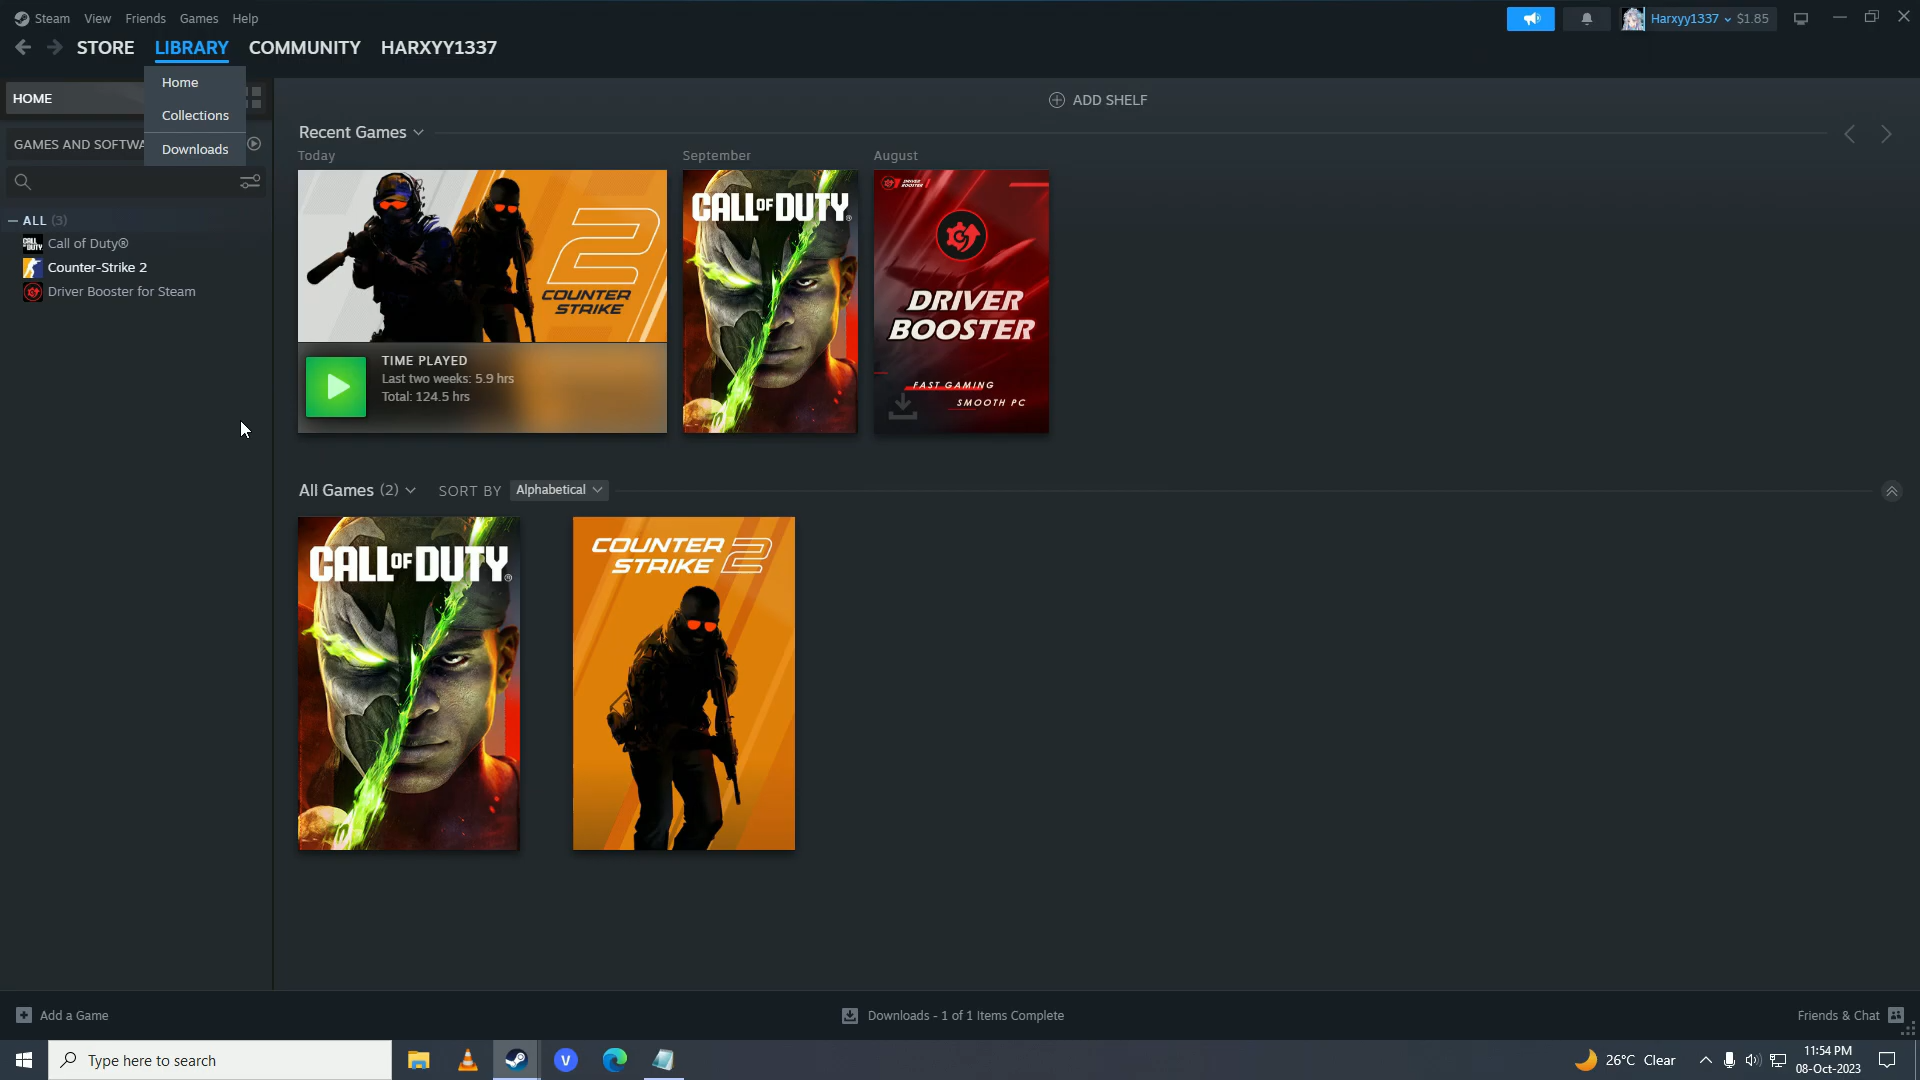 Steam View Friends Games Help
Harxyy1337 $1.85
STORE LIBRARY COMMUNITY HARXYY1337
Home
Collections
Downloads
HOME
GAMES AND SOFTWA
ALL (3)
Call of Duty®
Counter-Strike 2
Driver Booster for Steam
ADD SHELF
Recent Games
Today
September
August
2
COUNTER
STRIKE
TIME PLAYED
Last two weeks: 5.9 hrs
Total: 124.5 hrs
CALL OF DUTY®
DRIVER BOOSTER
DRIVER
BOOSTER
FAST GAMING
SMOOTH PC
All Games (2) SORT BY Alphabetical
CALL OF DUTY®
COUNTER
STRIKE 2
Add a Game
Downloads - 1 of 1 Items Complete
Friends & Chat
Type here to search
V
26°C Clear
11:54 PM
08-Oct-2023